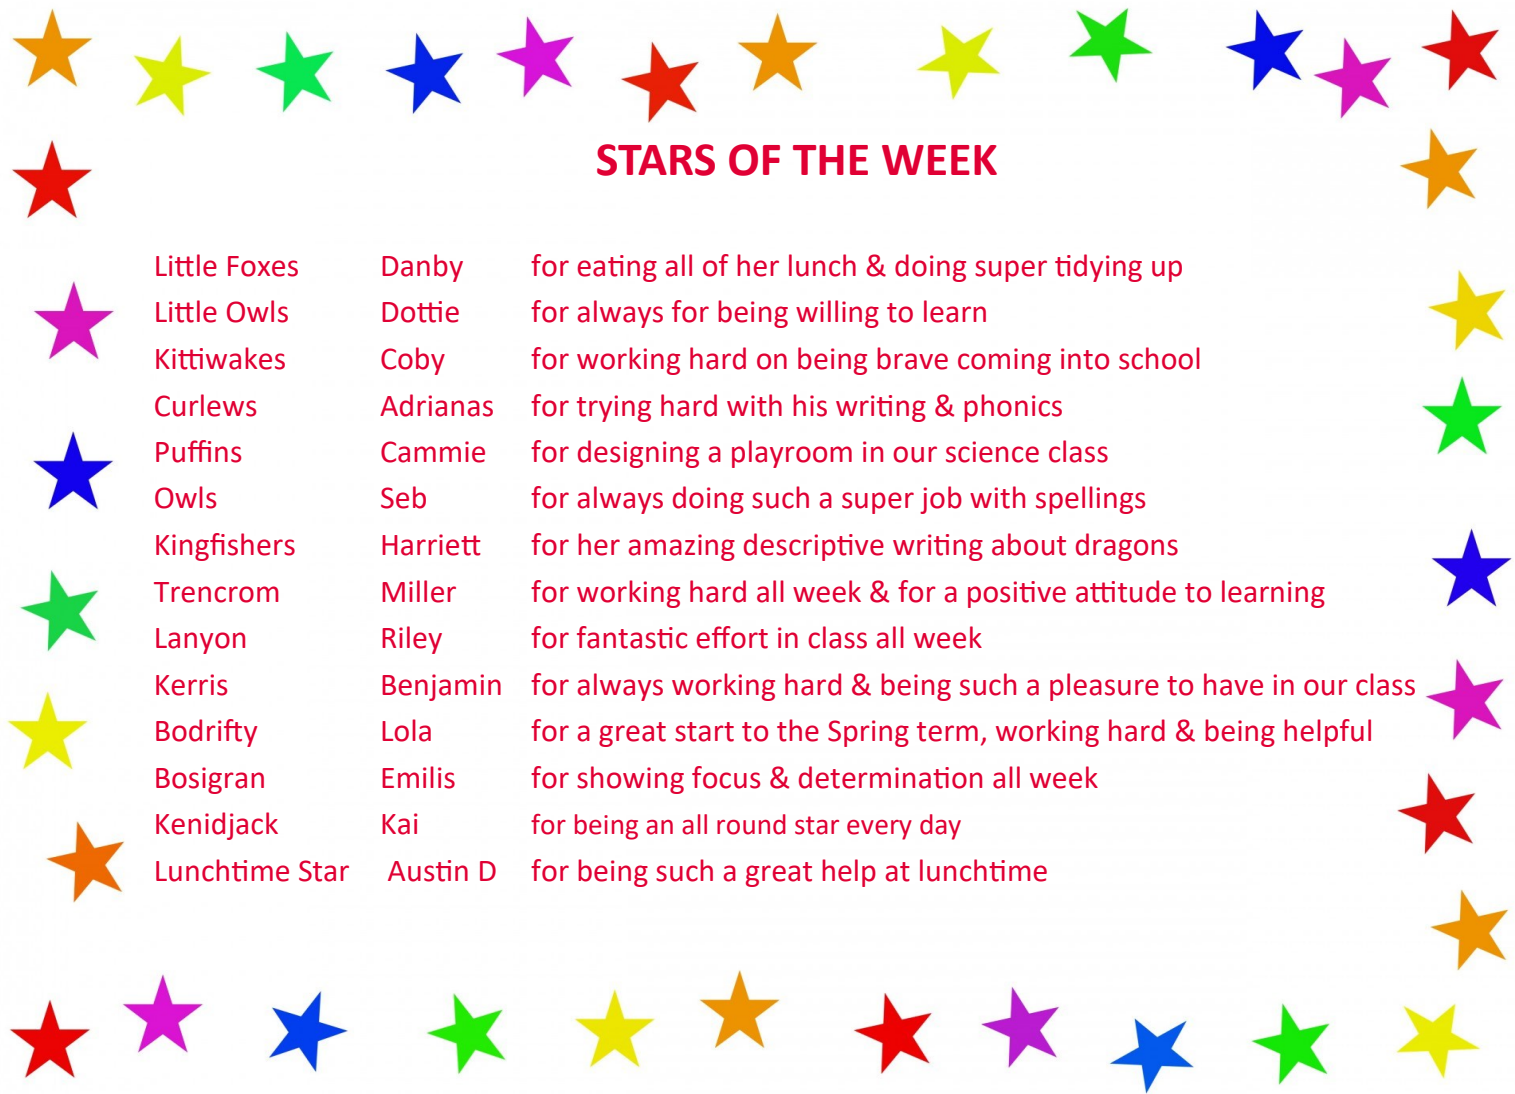 STARS OF THE WEEK
Little Foxes Danby for eating all of her lunch & doing super tidying up
Little Owls Dottie for always for being willing to learn
Kittiwakes Coby for working hard on being brave coming into school
Curlews Adrianas for trying hard with his writing & phonics
Puffins Cammie for designing a playroom in our science class
Owls Seb for always doing such a super job with spellings
Kingfishers Harriett for her amazing descriptive writing about dragons
Trencrom Miller for working hard all week & for a positive attitude to learning
Lanyon Riley for fantastic effort in class all week
Kerris Benjamin for always working hard & being such a pleasure to have in our class
Bodrifty Lola for a great start to the Spring term, working hard & being helpful
Bosigran Emilis for showing focus & determination all week
Kenidjack Kai for being an all round star every day
Lunchtime Star Austin D for being such a great help at lunchtime